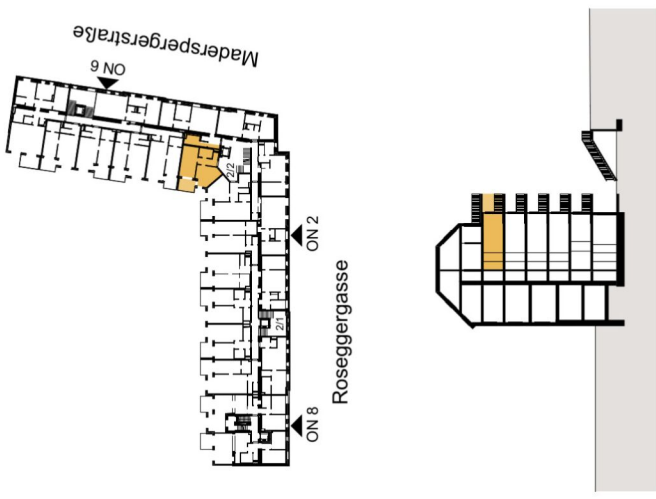 Maderspergerstraße
ON 6
2/2
ON 2
Roseggergasse
2/1
ON 8